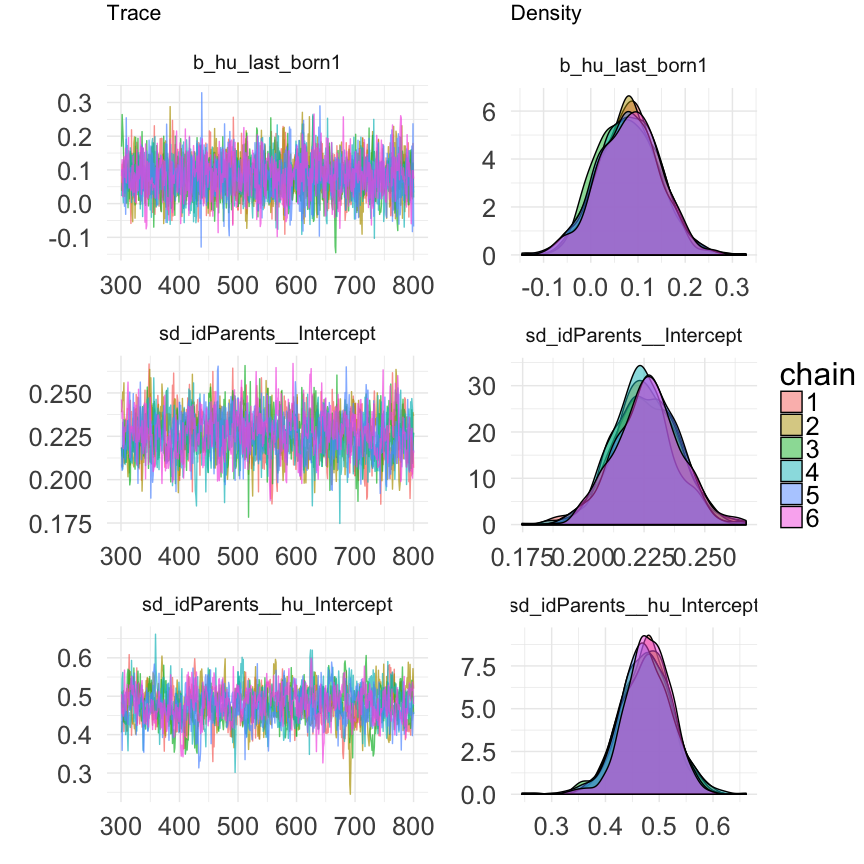 Trace
Density
b_hu_last_born1
b_hu_last_born1
0.3
0.2
0.1
0.0
-0.1
300 400 500 600 700 800
6
4
2
0
-0.1 0.0 0.1 0.2 0.3
sd_idParents__Intercept
sd_idParents__Intercept
0.250
0.225
0.200
0.175
300 400 500 600 700 800
30
20
10
0
0.175 0.200 0.225 0.250
chain
1
2
3
4
5
6
sd_idParents__hu_Intercept
sd_idParents__hu_Intercept
0.6
0.5
0.4
0.3
300 400 500 600 700 800
7.5
5.0
2.5
0.0
0.3 0.4 0.5 0.6